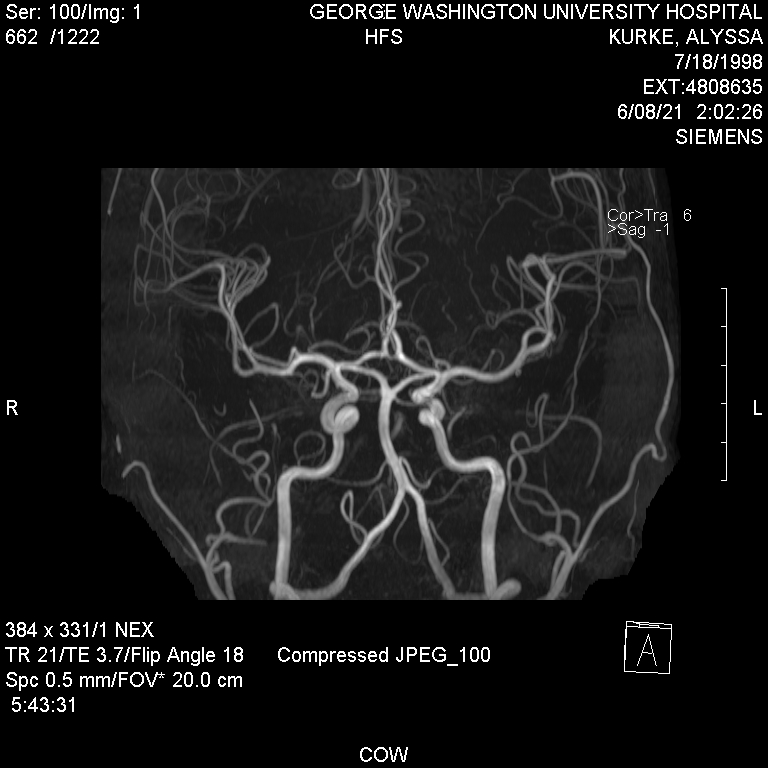 Ser: 100/Img: 1
GEORGE WASHINGTON UNIVERSITY HOSPITAL
662 /1222
HFS
KURKE, ALYSSA
7/18/1998
EXT:4808635
6/08/21 2:02:26
SIEMENS
Cor>Tra 6
>Sag -1
R
L
384 x 331/1 NEX
TR 21/TE 3.7/Flip Angle 18
Compressed JPEG_100
Spc 0.5 mm/FOV* 20.0 cm
5:43:31
A
COW